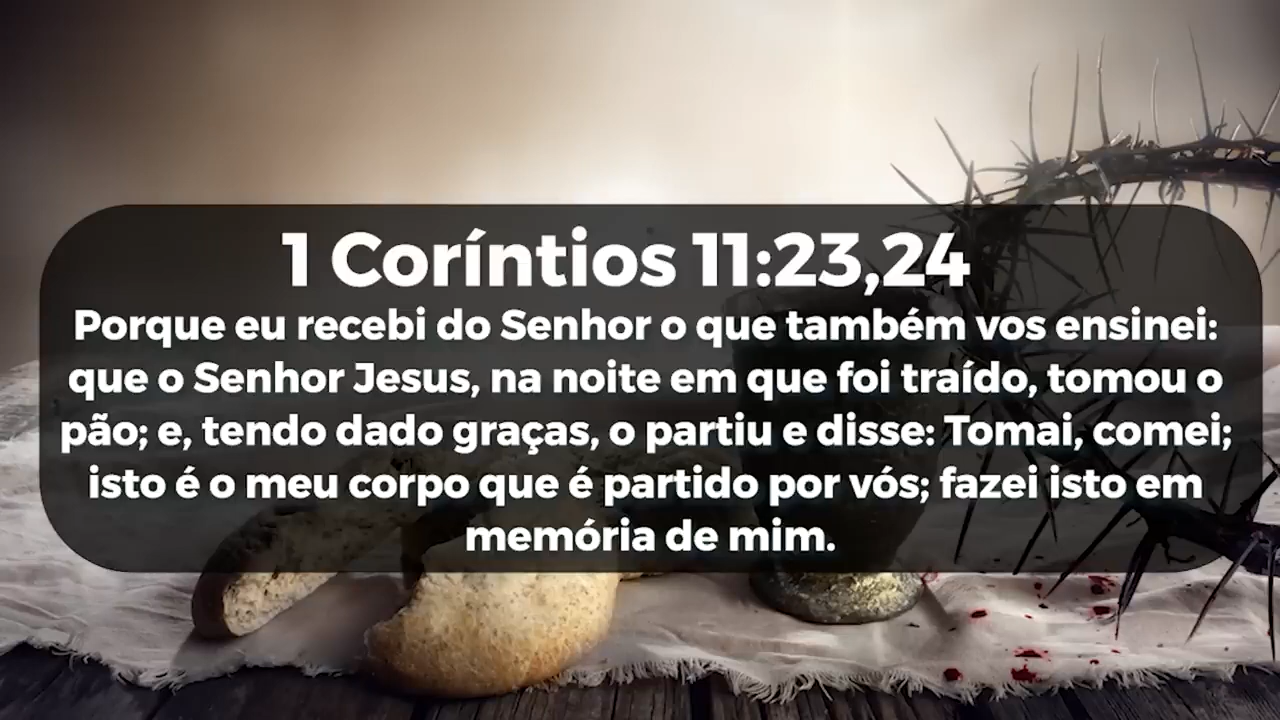 1 Coríntios 11:23,24
Porque eu recebi do Senhor o que também vos ensinei:
que o Senhor Jesus, na noite em que foi traído, tomou o
pão; e, tendo dado graças, o partiu e disse: Tomai, comei;
isto é o meu corpo que é partido por vós; fazei isto em
memória de mim.